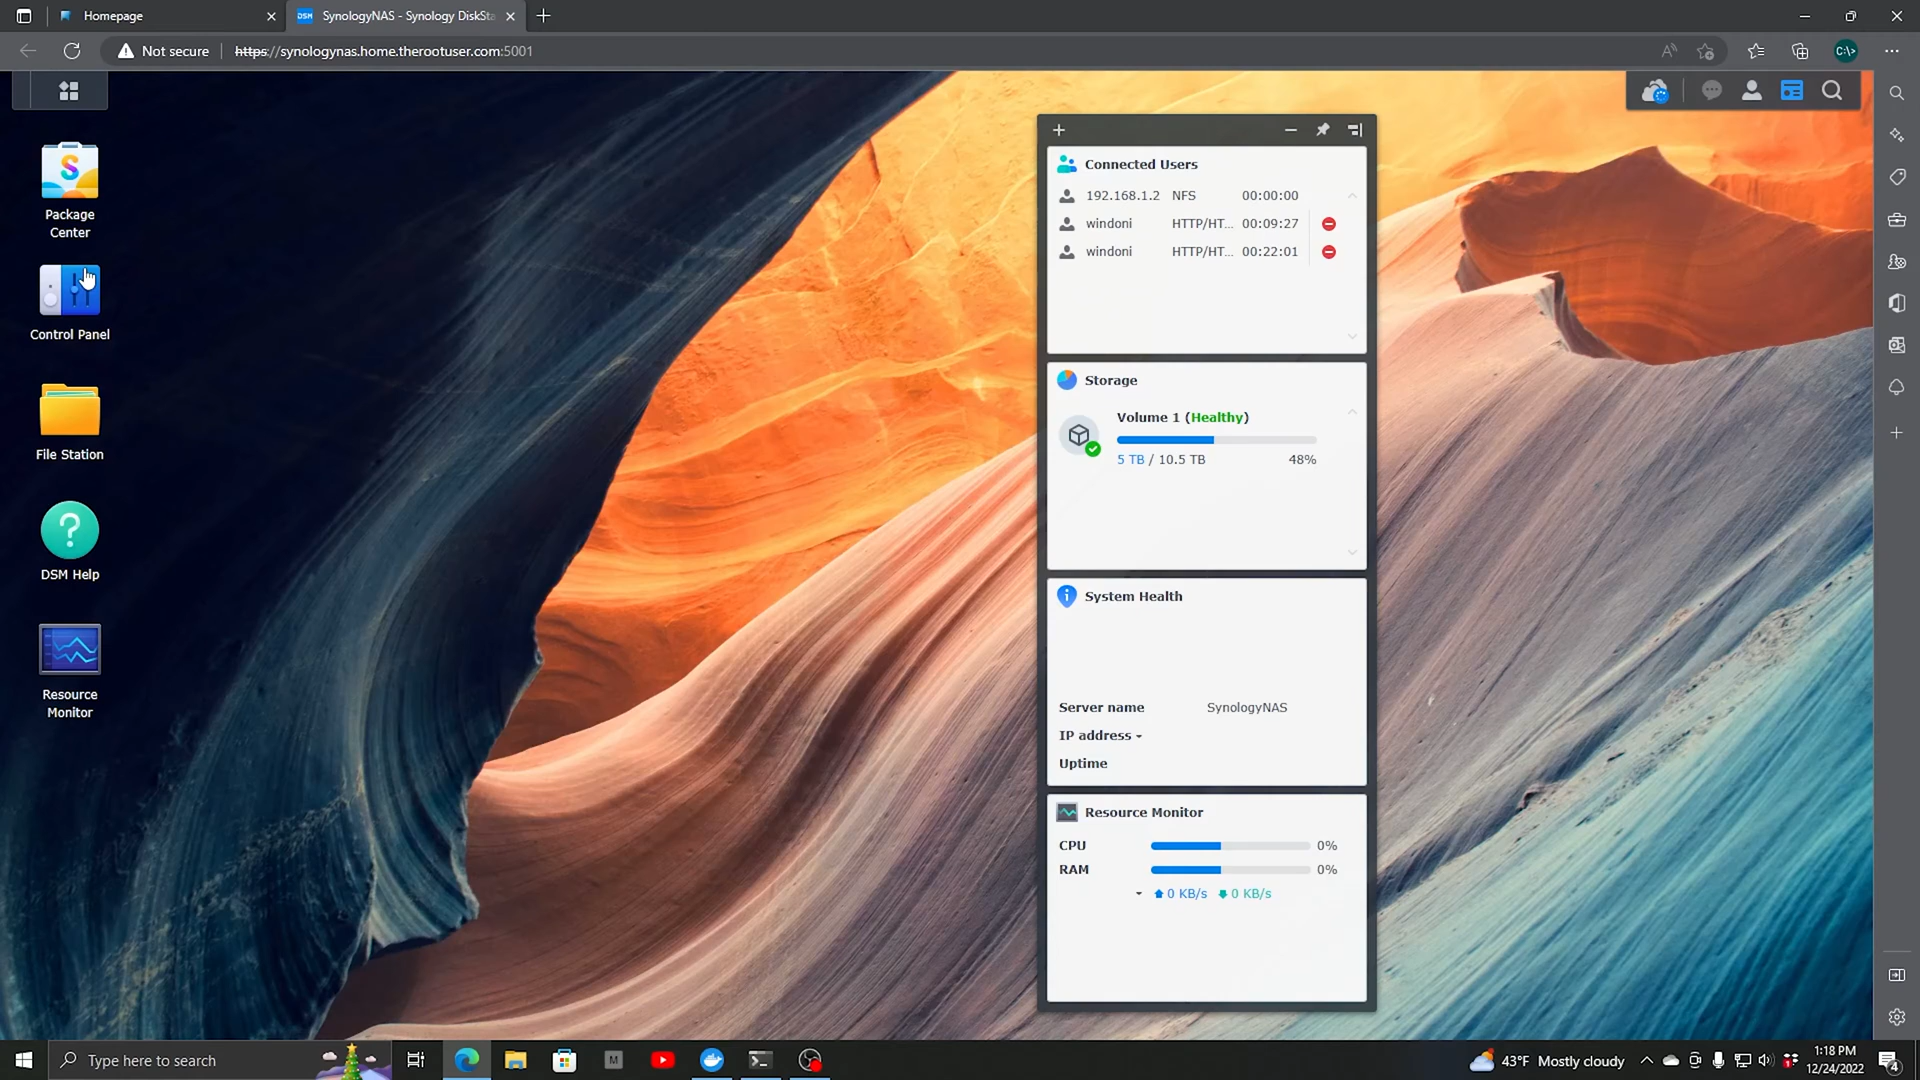 Homepage
DSM
SynologyNAS - Synology DiskSta
Not secure
https://synologynas.home.therootuser.com:5001
C:\>
Package
Center
Control Panel
File Station
DSM Help
Resource
Monitor
Connected Users
192.168.1.2 NFS 00:00:00
windoni HTTP/HT... 00:09:27
windoni HTTP/HT... 00:22:01
Storage
Volume 1 (Healthy)
5 TB / 10.5 TB 48%
System Health
Server name SynologyNAS
IP address
Uptime
Resource Monitor
CPU 0%
RAM 0%
0 KB/s 0 KB/s
Type here to search
M
43°F Mostly cloudy
1:18 PM
12/24/2022
4